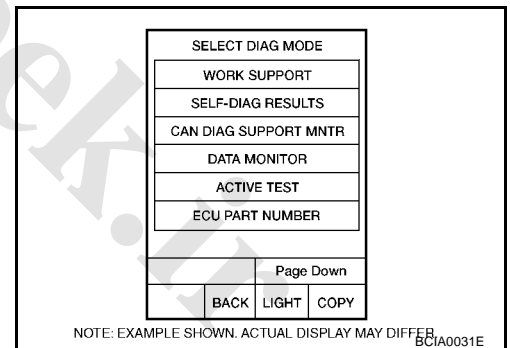 SELECT DIAG MODE
WORK SUPPORT
SELF-DIAG RESULTS
CAN DIAG SUPPORT MNTR
DATA MONITOR
ACTIVE TEST
ECU PART NUMBER
Page Down
BACK LIGHT COPY
NOTE: EXAMPLE SHOWN. ACTUAL DISPLAY MAY DIFFER.
BCIA0031E